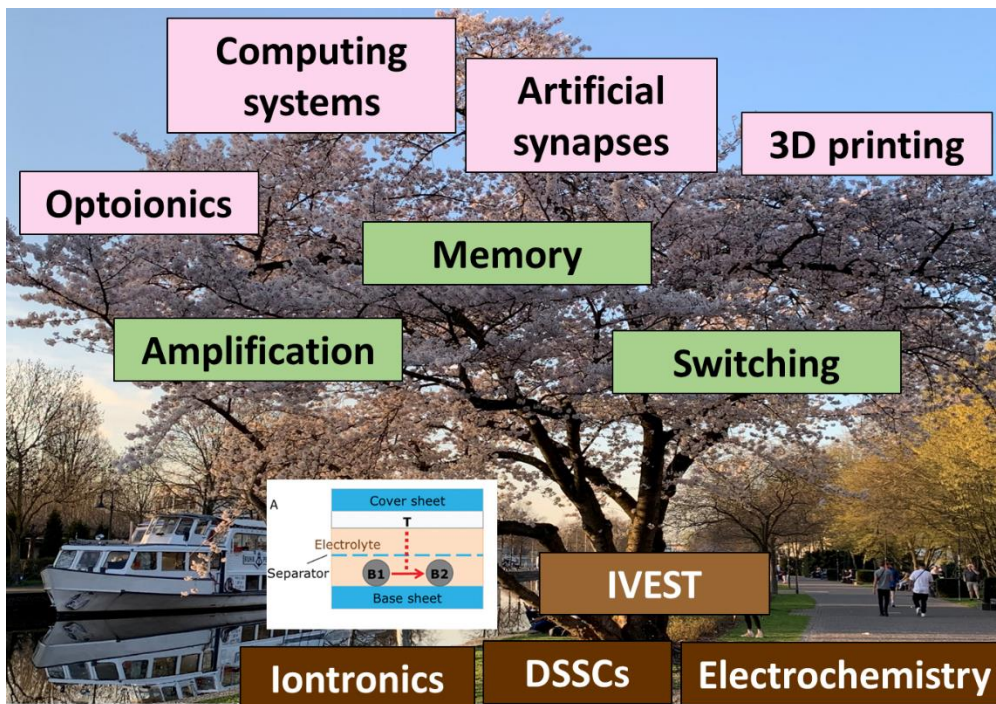 Computing
systems
Artificial
synapses
3D printing
Optoionics
Memory
Amplification
Switching
A
Cover sheet
T
Electrolyte
Separator
B1
B2
Base sheet
IVEST
Iontronics
DSSCs
Electrochemistry